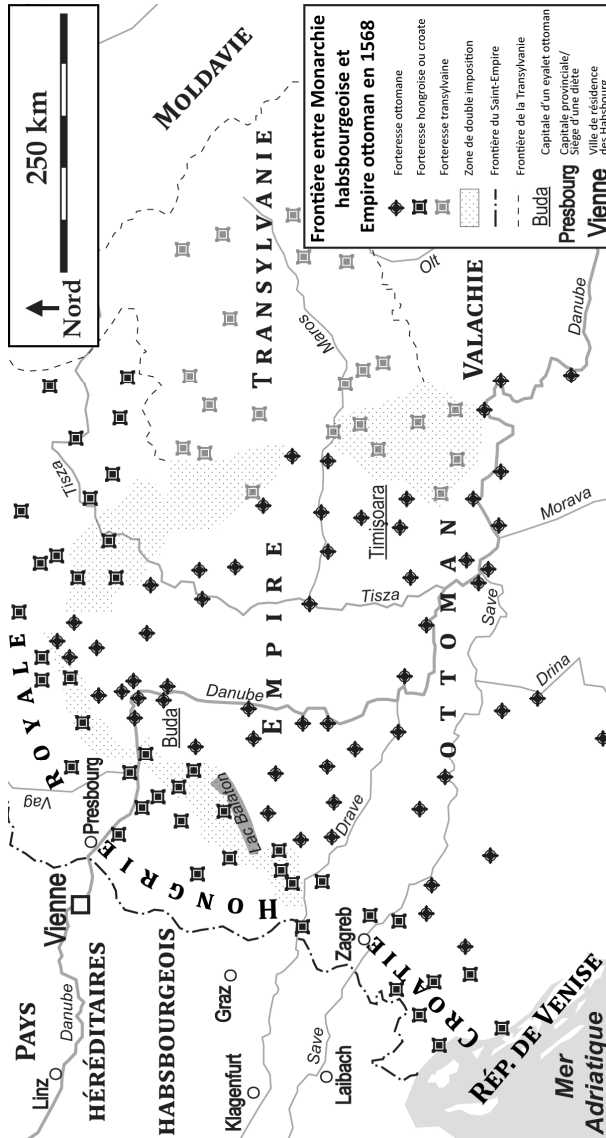 250 km
Nord
Frontière entre Monarchie
habsbourgeoise et
Empire ottoman en 1568
Forteresse ottomane
Forteresse hongroise ou croate
Forteresse transylvaine
Zone de double imposition
Frontière du Saint-Empire
Frontière de la Transylvanie
Buda
Capitale d'un eyalet ottoman
Presbourg
Capitale provinciale/
Siège d'une diète
Vienne
Ville de résidence
des Habsbourg
PAYS
HÉRÉDITAIRES
HABSBOURGEOIS
Linz
Danube
Vienne
Presbourg
Vag
HONGRIE
ROYALE
Tisza
MOLDAVIE
Graz
Klagenfurt
Laibach
Save
Zagreb
CROATIE
RÉP. DE VENISE
Mer
Adriatique
Buda
Lac Balaton
Danube
Drave
EMPIRE
OTTOMAN
TRANSYLVANIE
Maros
Olt
Timisoara
Tisza
Save
Drina
Morava
VALACHIE
Danube